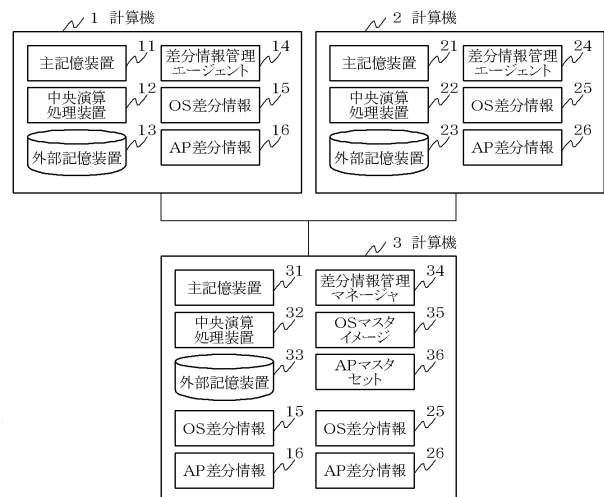 1 計算機
主記憶装置
11
差分情報管理
エージェント
14
中央演算
処理装置
12
OS差分情報
15
外部記憶装置
13
AP差分情報
16
2 計算機
主記憶装置
21
差分情報管理
エージェント
24
中央演算
処理装置
22
OS差分情報
25
外部記憶装置
23
AP差分情報
26
3 計算機
主記憶装置
31
差分情報管理
マネージャ
34
中央演算
処理装置
32
OSマスタ
イメージ
35
外部記憶装置
33
APマスタ
セット
36
OS差分情報
15
OS差分情報
25
AP差分情報
16
AP差分情報
26